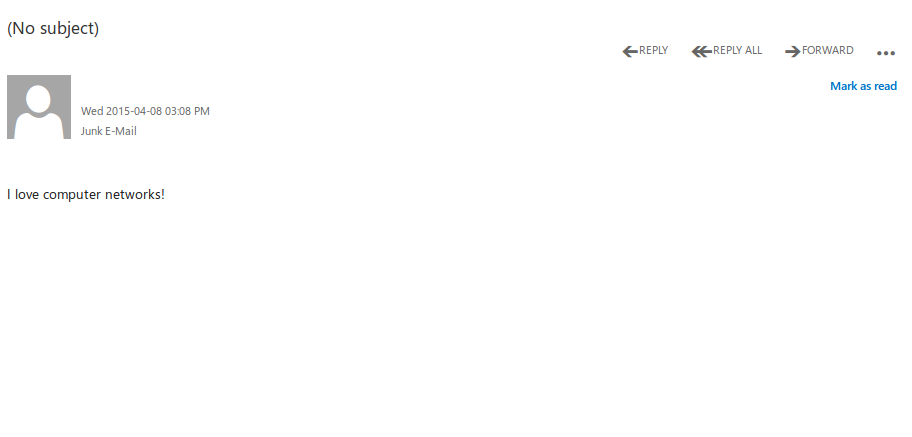 (No subject)
REPLY REPLY ALL FORWARD •••
Mark as read
Wed 2015-04-08 03:08 PM
Junk E-Mail
I love computer networks!